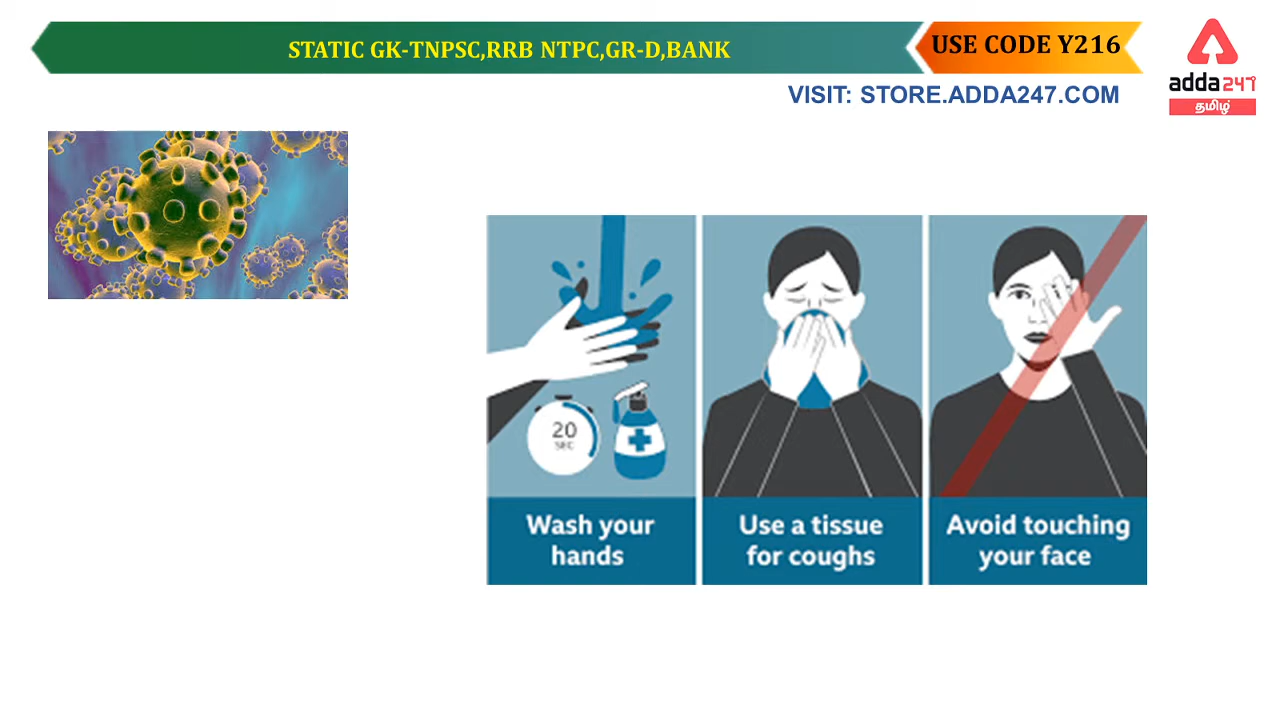 STATIC GK-TNPSC,RRB NTPC,GR-D,BANK
USE CODE Y216
VISIT: STORE.ADDA247.COM
adda247
தமிழ்
20
SEC
Wash your
hands
Use a tissue
for coughs
Avoid touching
your face